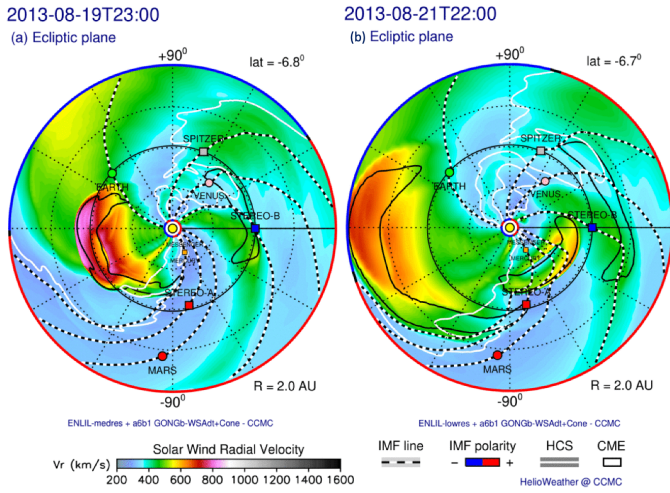 2013-08-19T23:00
(a) Ecliptic plane
+90°
lat = -6.8°
SPITZER
EARTH
VENUS
STEREO-B
MERCURY
STEREO-A
MARS
-90°
R = 2.0 AU
ENLIL-medres + a6b1 GONGb-WSAdt+Cone - CCMC
2013-08-21T22:00
(b) Ecliptic plane
+90°
lat = -6.7°
SPITZER
EARTH
VENUS
STEREO-B
STEREO-A
MARS
-90°
R = 2.0 AU
ENLIL-lowres + a6b1 GONGb-WSAdt+Cone - CCMC
Solar Wind Radial Velocity
Vr (km/s)
200 400 600 800 1000 1200 1400 1600
IMF line
IMF polarity
- +
HCS
CME
HelioWeather @ CCMC